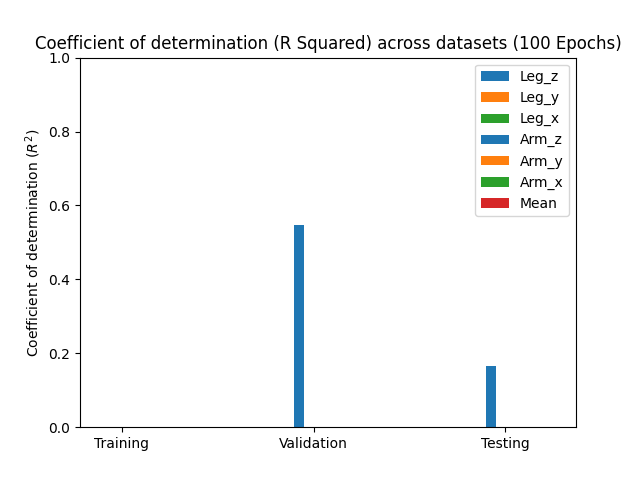 Coefficient of determination (R Squared) across datasets (100 Epochs)
1.0
0.8
0.6
0.4
0.2
0.0
Coefficient of determination (R²)
Leg_z
Leg_y
Leg_x
Arm_z
Arm_y
Arm_x
Mean
Training Validation Testing